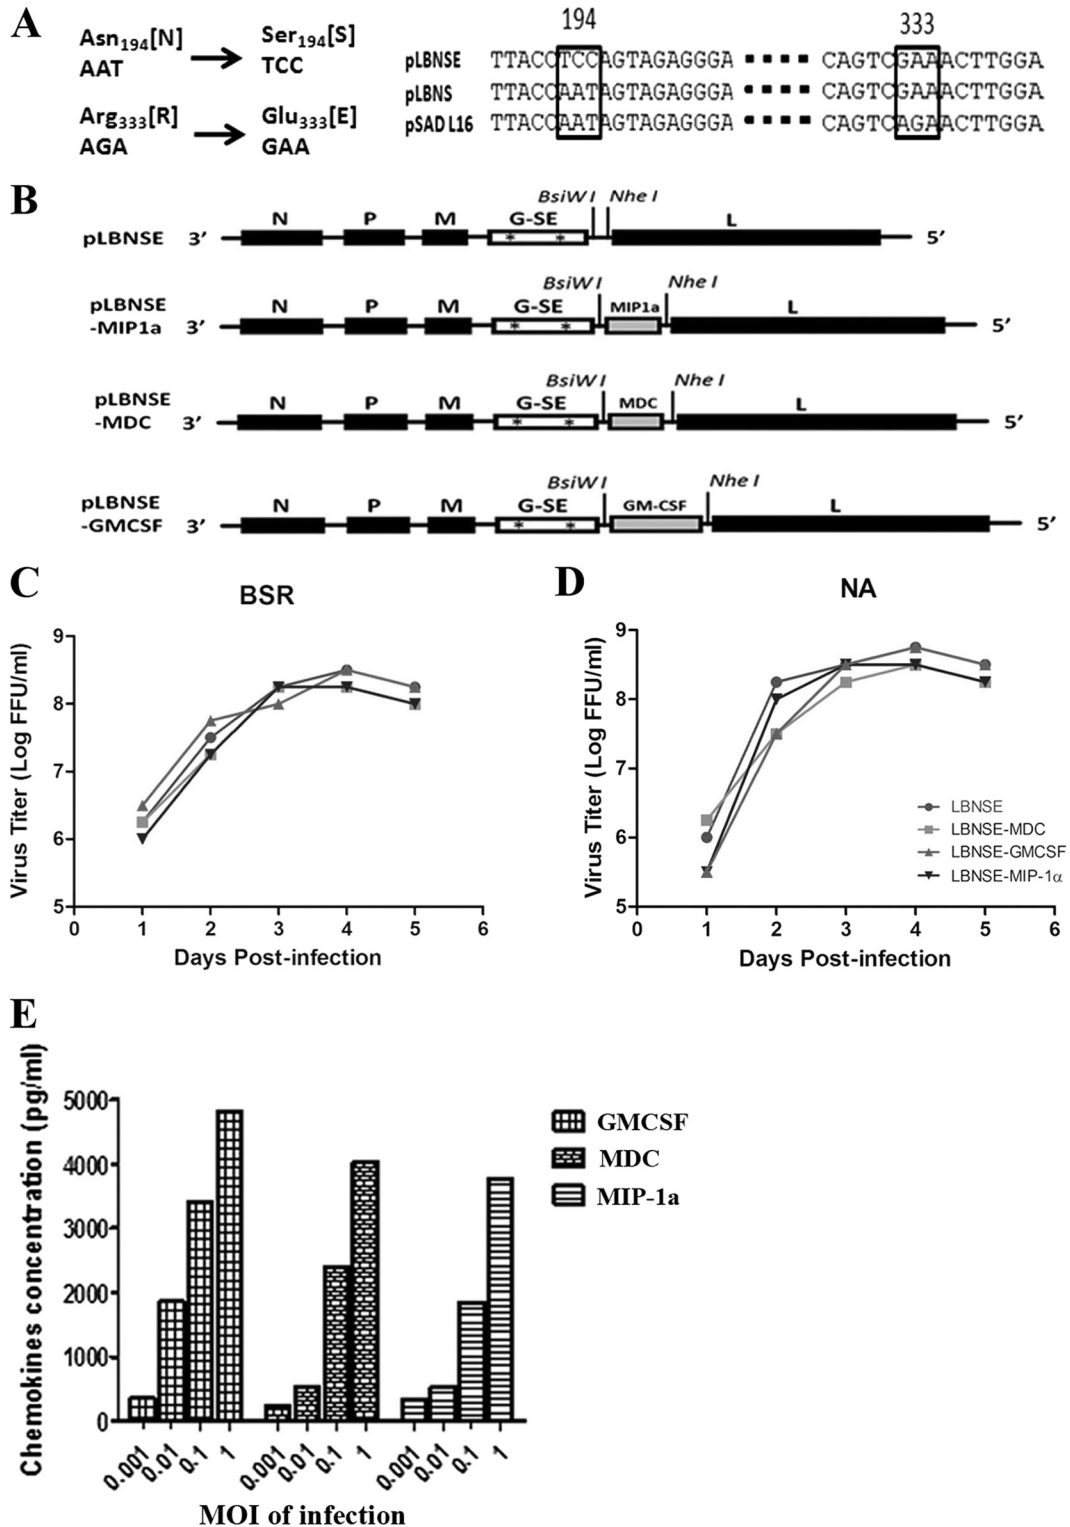 A
Asn194[N] Ser194[S]
AAT TCC
Arg333[R] Glu333[E]
AGA GAA
194 333
pLBNSE TTACCTCCAGTAGAGGGA CAGTCGAAACTTGGA
pLBNS TTACCAATAGTAGAGGGA CAGTCGAAACTTGGA
pSAD L16 TTACCAATAGTAGAGGGA CAGTCAGAACTTGGA
B
BsiW I Nhe I
N P M G-SE L
pLBNSE 3′ * * 5′
BsiW I Nhe I
pLBNSE N P M G-SE MIP1a L
-MIP1a 3′ * * 5′
BsiW I Nhe I
pLBNSE N P M G-SE MDC L
-MDC 3′ * * 5′
BsiW I Nhe I
pLBNSE N P M G-SE GM-CSF L
-GMCSF 3′ * * 5′
C
BSR
Virus Titer (Log FFU/ml)
9
8
7
6
5
0 1 2 3 4 5 6
Days Post-infection
D
NA
Virus Titer (Log FFU/ml)
9
8
7
6
5
LBNSE
LBNSE-MDC
LBNSE-GMCSF
LBNSE-MIP-1α
0 1 2 3 4 5 6
Days Post-infection
E
Chemokines concentration (pg/ml)
5000
4000
3000
2000
1000
0
GMCSF
MDC
MIP-1a
0.001 0.01 0.1 1 0.001 0.01 0.1 1 0.001 0.01 0.1 1
MOI of infection